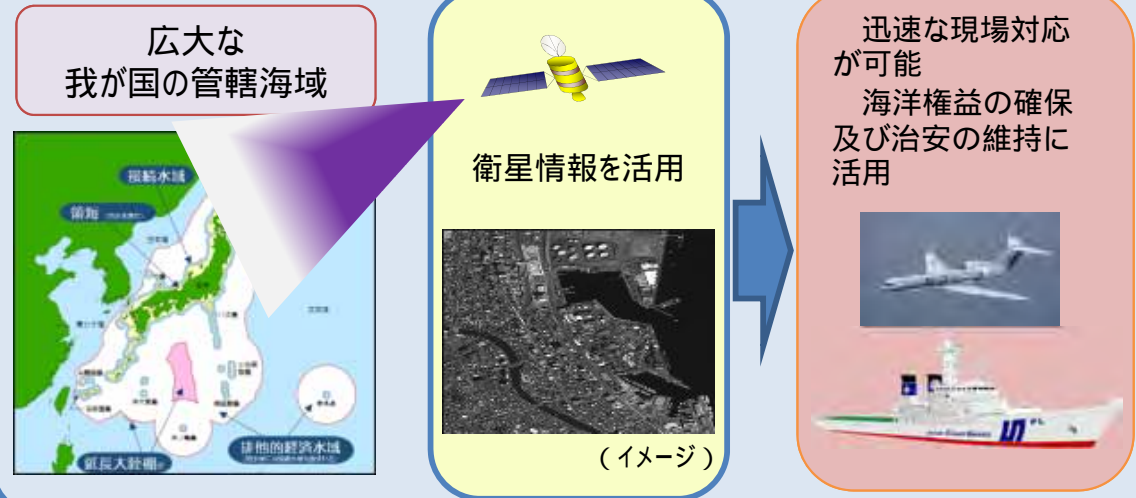 広大な
我が国の管轄海域
接続水域
領海
排他的経済水域
延長大陸棚
衛星情報を活用
(イメージ)
迅速な現場対応
が可能
海洋権益の確保
及び治安の維持に
活用